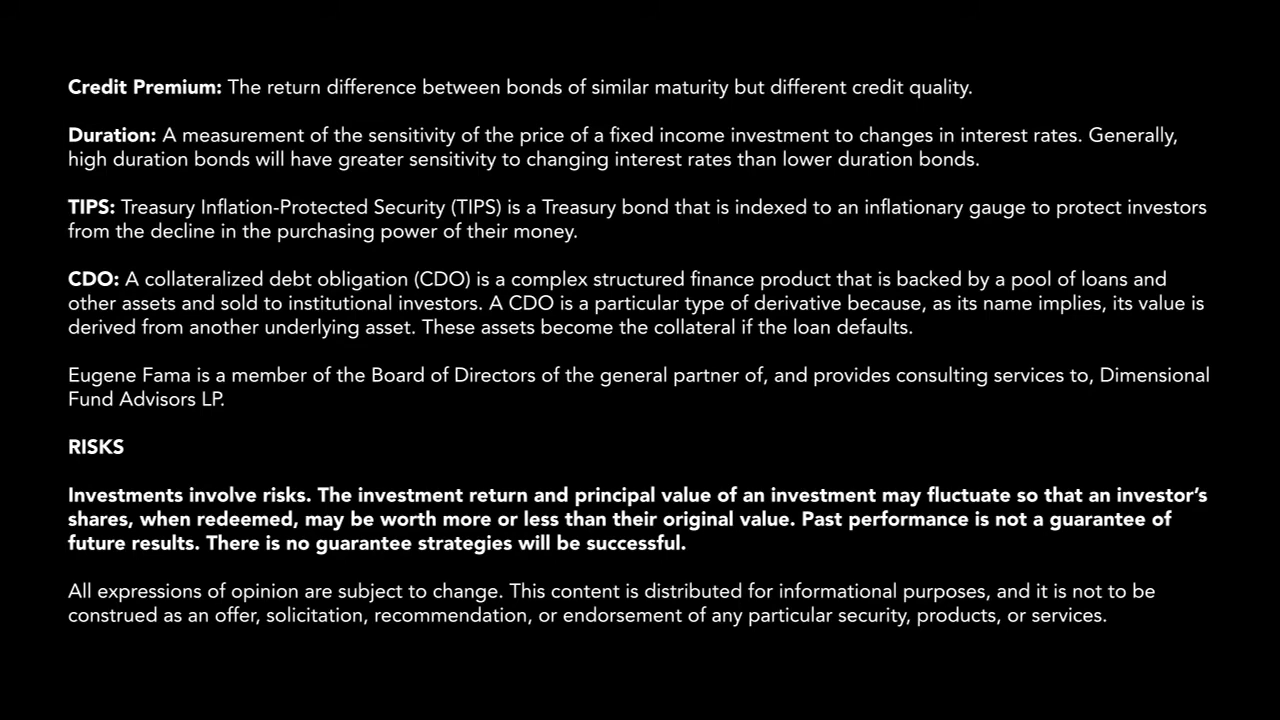 Credit Premium: The return difference between bonds of similar maturity but different credit quality.
Duration: A measurement of the sensitivity of the price of a fixed income investment to changes in interest rates. Generally,
high duration bonds will have greater sensitivity to changing interest rates than lower duration bonds.
TIPS: Treasury Inflation-Protected Security (TIPS) is a Treasury bond that is indexed to an inflationary gauge to protect investors
from the decline in the purchasing power of their money.
CDO: A collateralized debt obligation (CDO) is a complex structured finance product that is backed by a pool of loans and
other assets and sold to institutional investors. A CDO is a particular type of derivative because, as its name implies, its value is
derived from another underlying asset. These assets become the collateral if the loan defaults.
Eugene Fama is a member of the Board of Directors of the general partner of, and provides consulting services to, Dimensional
Fund Advisors LP.
RISKS
Investments involve risks. The investment return and principal value of an investment may fluctuate so that an investor’s
shares, when redeemed, may be worth more or less than their original value. Past performance is not a guarantee of
future results. There is no guarantee strategies will be successful.
All expressions of opinion are subject to change. This content is distributed for informational purposes, and it is not to be
construed as an offer, solicitation, recommendation, or endorsement of any particular security, products, or services.